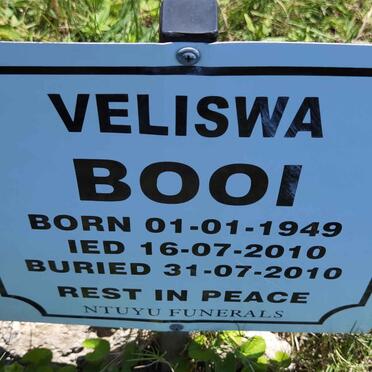 VELISWA
BOOI
BORN 01-01-1949
IED 16-07-2010
BURIED 31-07-2010
REST IN PEACE
NTUYU FUNERALS